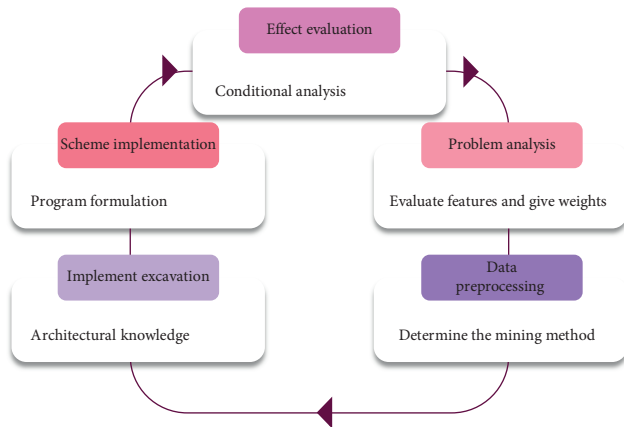 Effect evaluation
Conditional analysis
Scheme implementation
Program formulation
Problem analysis
Evaluate features and give weights
Implement excavation
Architectural knowledge
Data
preprocessing
Determine the mining method